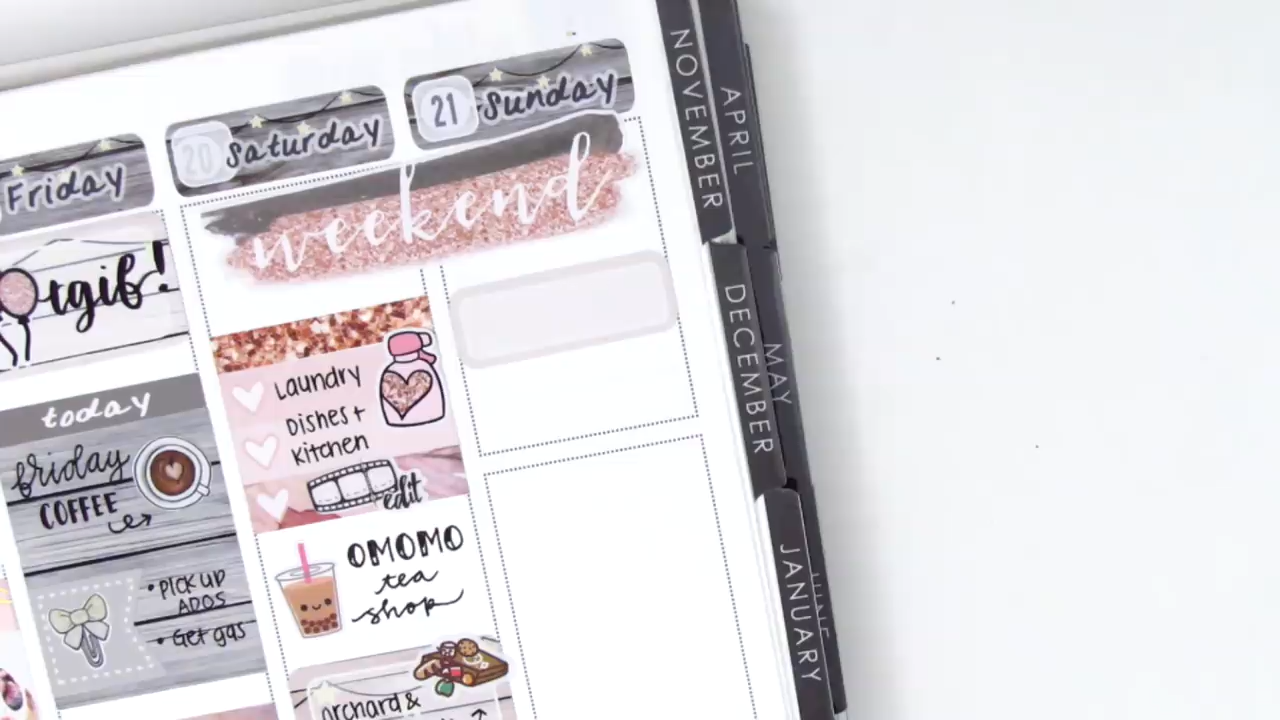 Friday
20 Saturday
21 Sunday
weekend
tgif!
today
friday
COFFEE
• PICK UP
ADOS
• Get gas
Laundry
Dishes +
Kitchen
edit
OMOMO
tea
shop
orchard &
NOVEMBER
DECEMBER
JANUARY
APRIL
MAY
JUNE